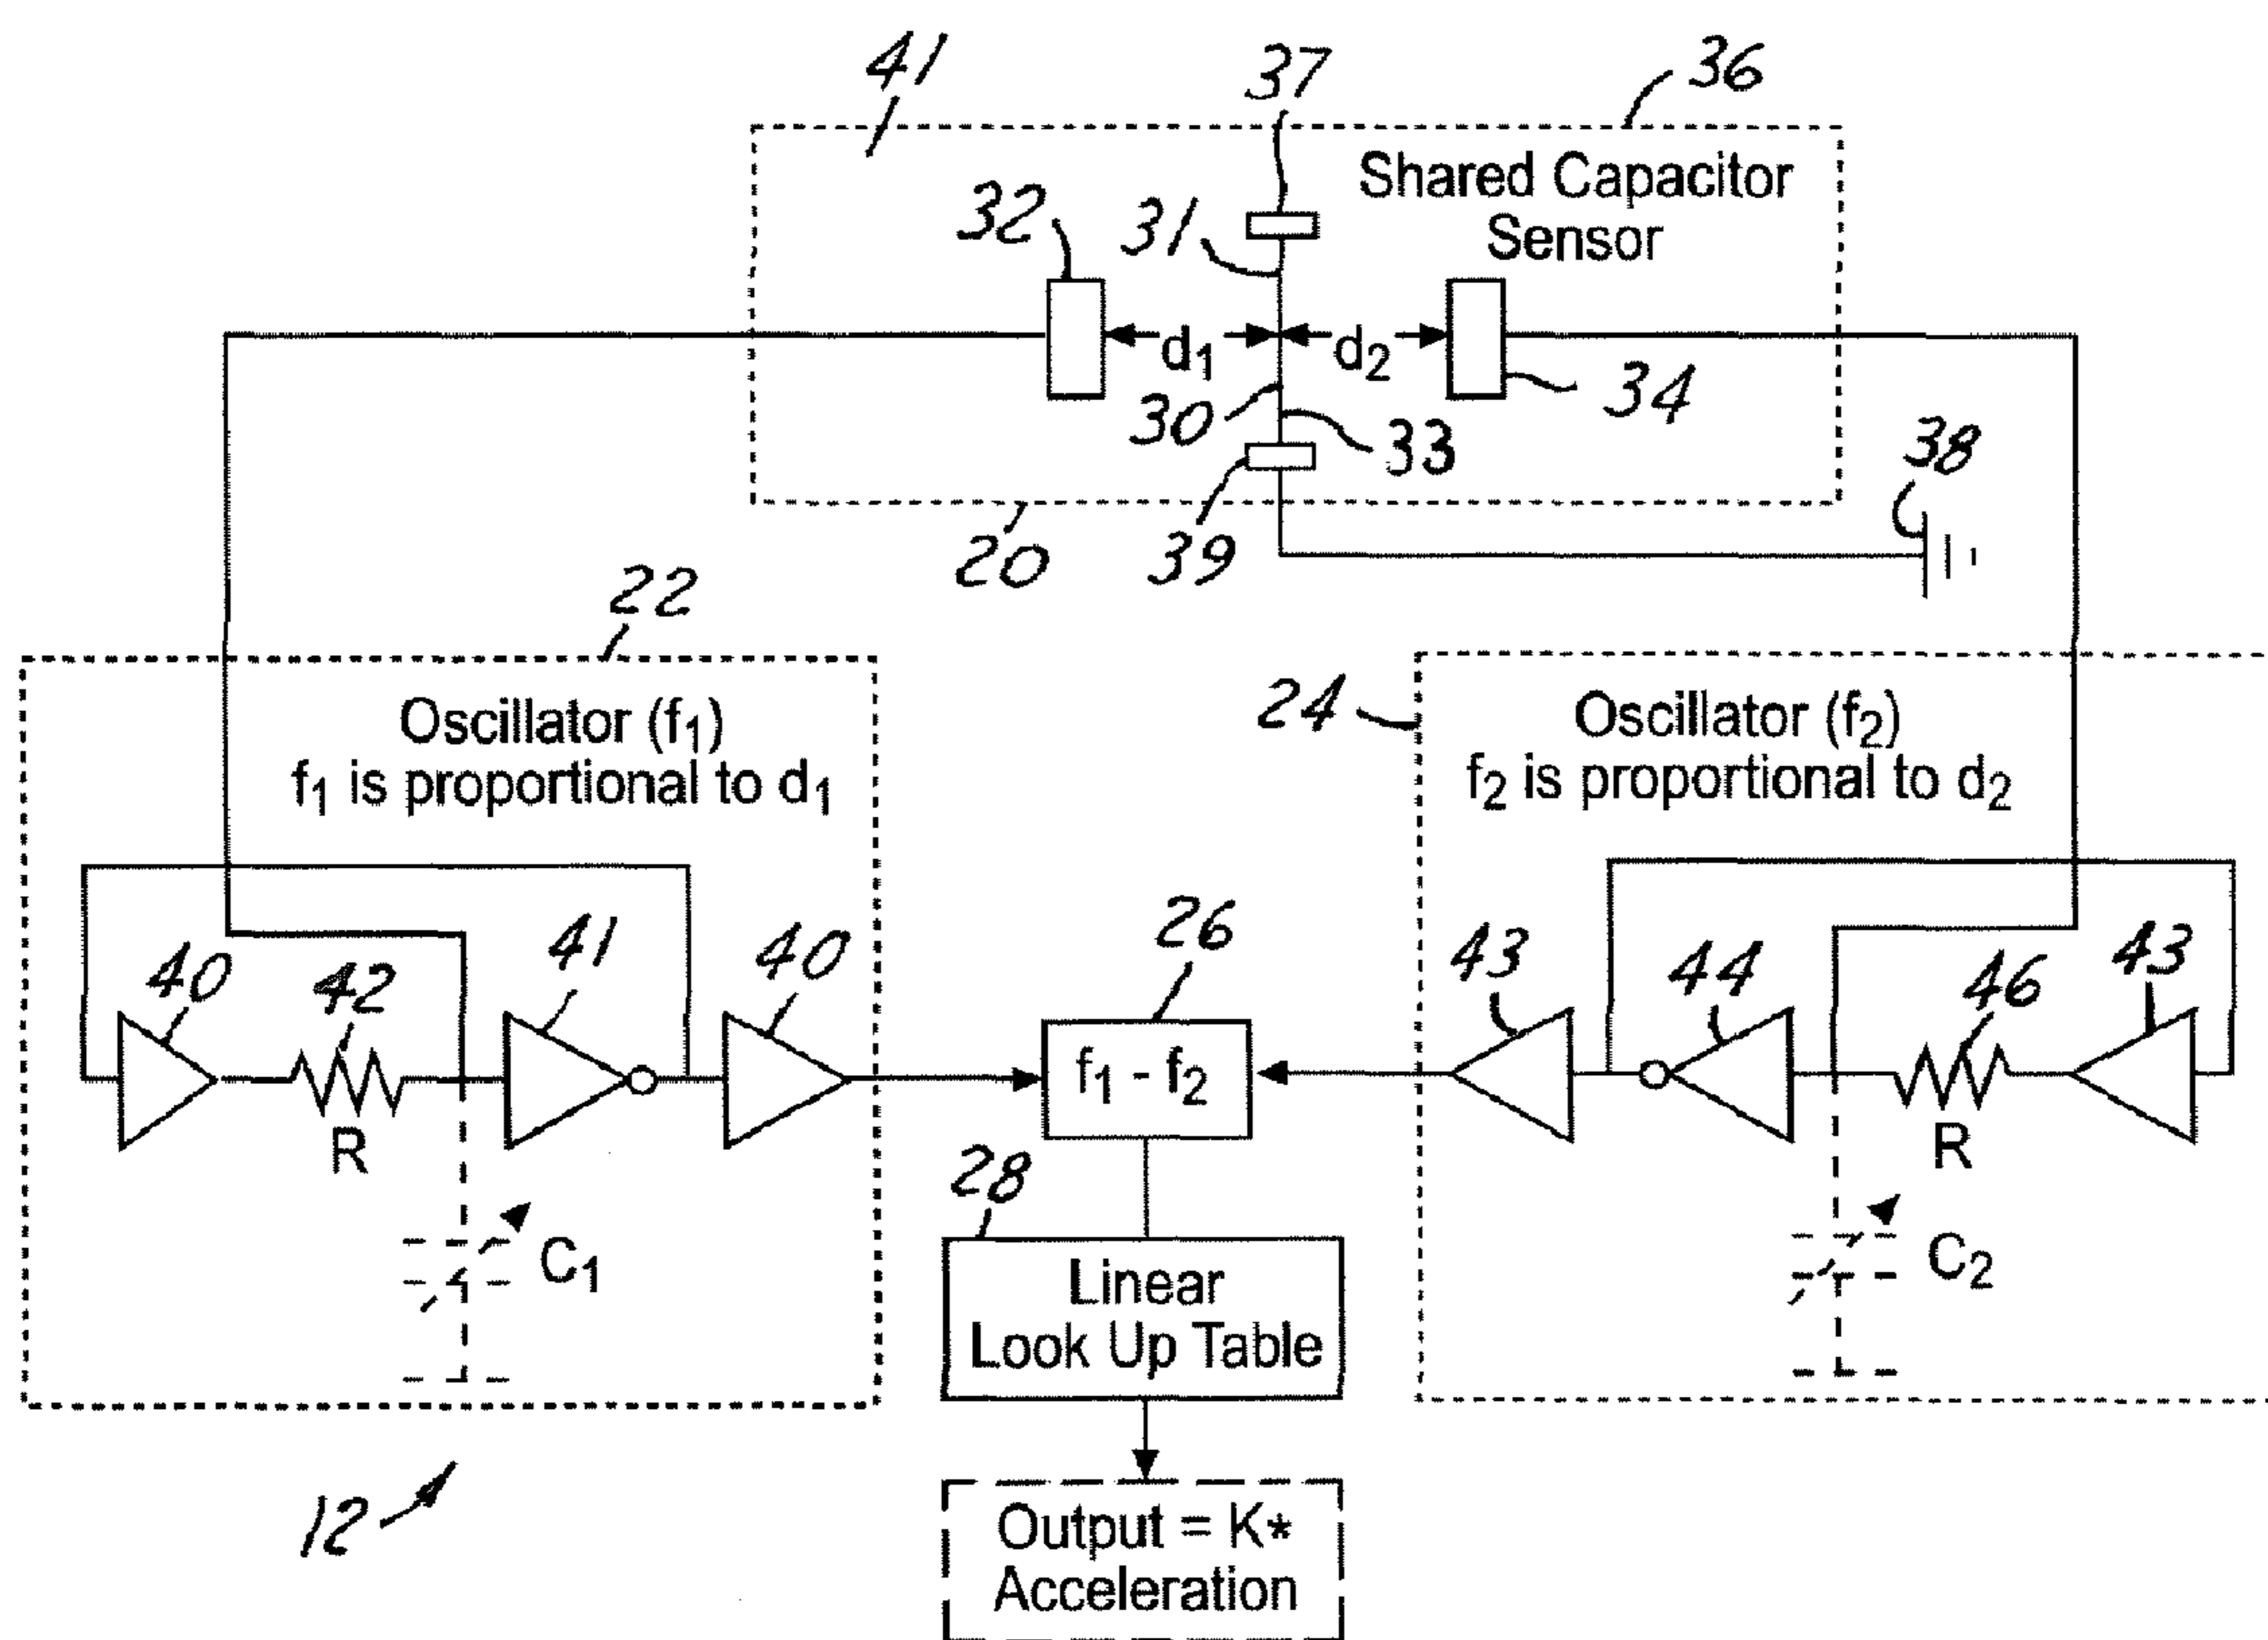 41
37
36
Shared Capacitor
Sensor
32
31
d1
d2
30
33
34
38
20
39
22
Oscillator (f1)
f1 is proportional to d1
24
Oscillator (f2)
f2 is proportional to d2
40
42
41
40
26
43
44
46
43
R
f1 - f2
R
28
C1
C2
Linear
Look Up Table
12
Output = K*
Acceleration